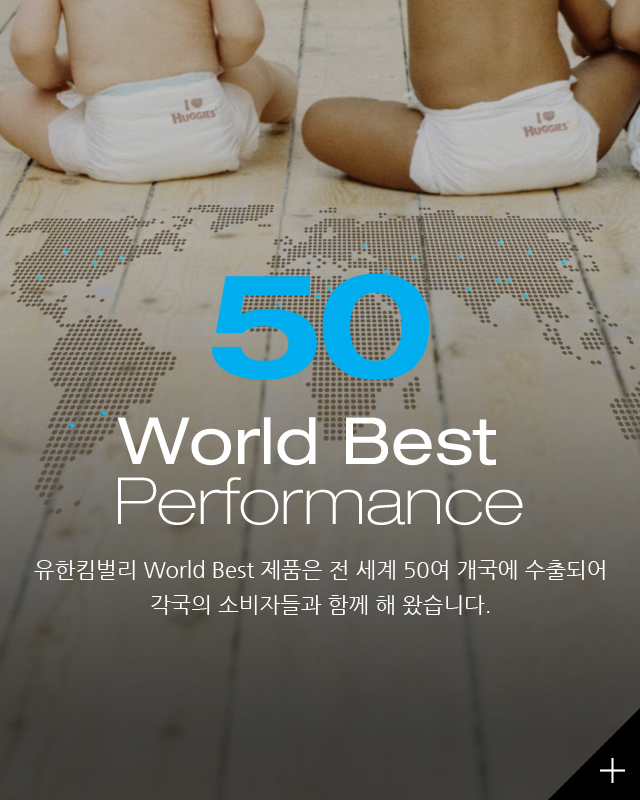 I ♥
HUGGIES
I ♥
HUGGIES
50
World Best
Performance
유한킴벌리 World Best 제품은 전 세계 50여 개국에 수출되어
각국의 소비자들과 함께 해 왔습니다.